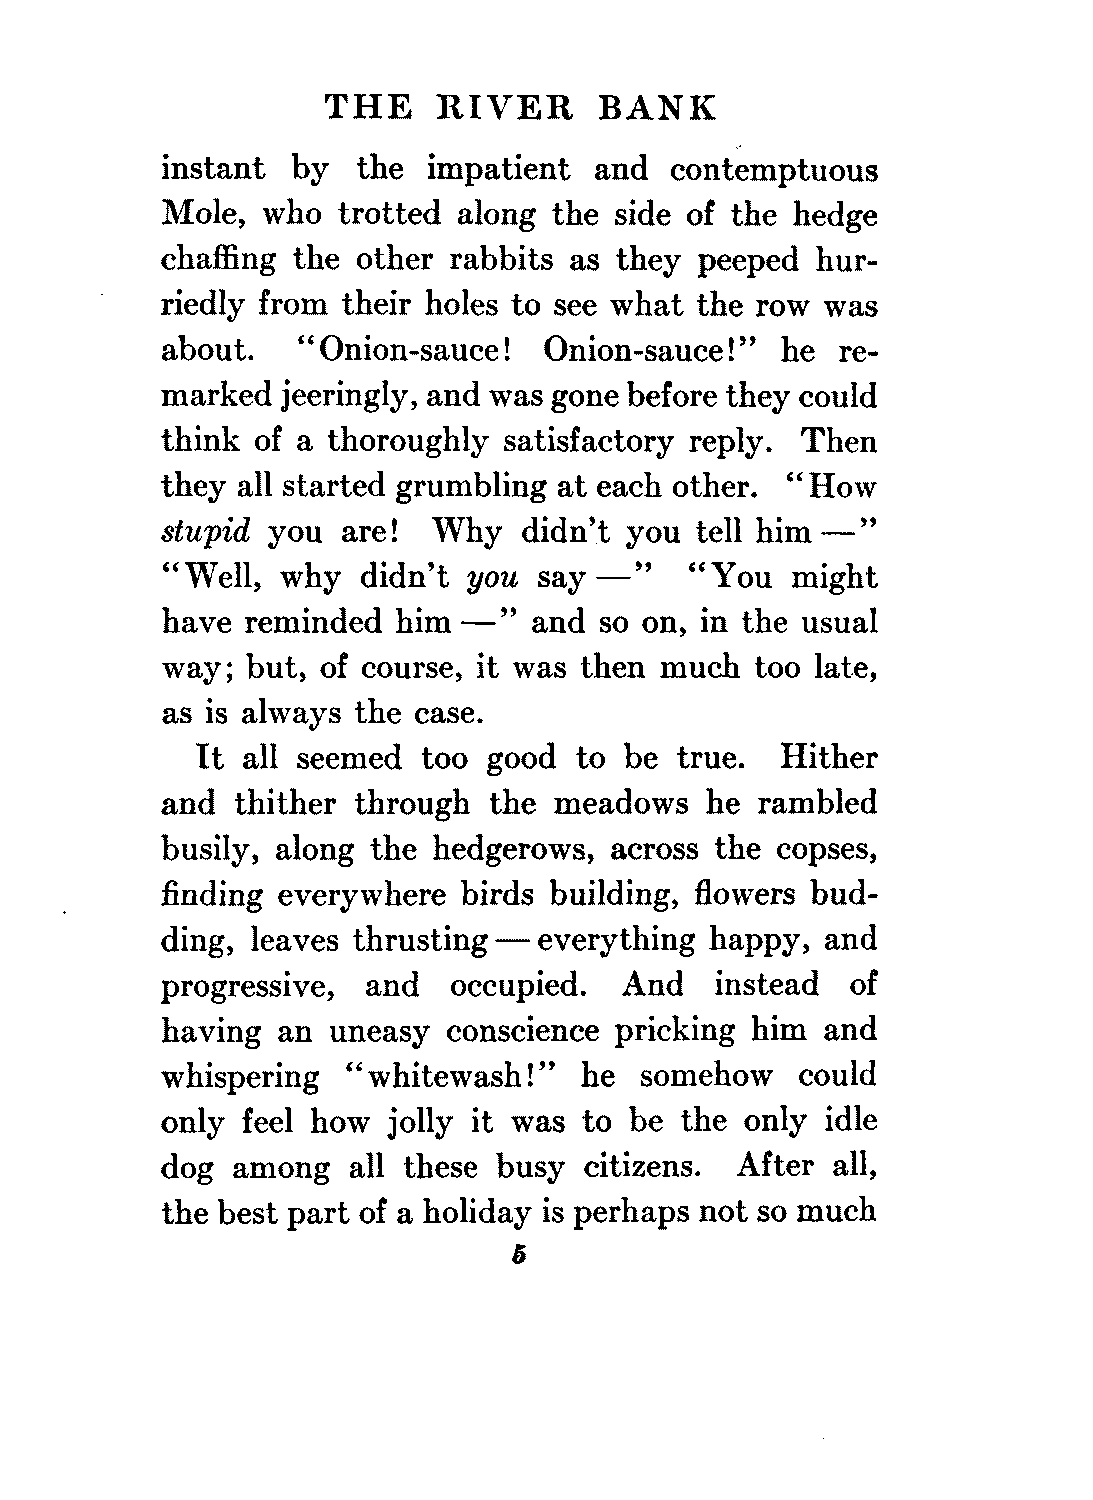 THE RIVER BANK
instant by the impatient and contemptuous
Mole, who trotted along the side of the hedge
chaffing the other rabbits as they peeped hur-
riedly from their holes to see what the row was
about. "Onion-sauce! Onion-sauce!" he re-
marked jeeringly, and was gone before they could
think of a thoroughly satisfactory reply. Then
they all started grumbling at each other. "How
stupid you are! Why didn't you tell him —"
"Well, why didn't you say —" "You might
have reminded him —" and so on, in the usual
way; but, of course, it was then much too late,
as is always the case.
It all seemed too good to be true. Hither
and thither through the meadows he rambled
busily, along the hedgerows, across the copses,
finding everywhere birds building, flowers bud-
ding, leaves thrusting — everything happy, and
progressive, and occupied. And instead of
having an uneasy conscience pricking him and
whispering "whitewash!" he somehow could
only feel how jolly it was to be the only idle
dog among all these busy citizens. After all,
the best part of a holiday is perhaps not so much
5